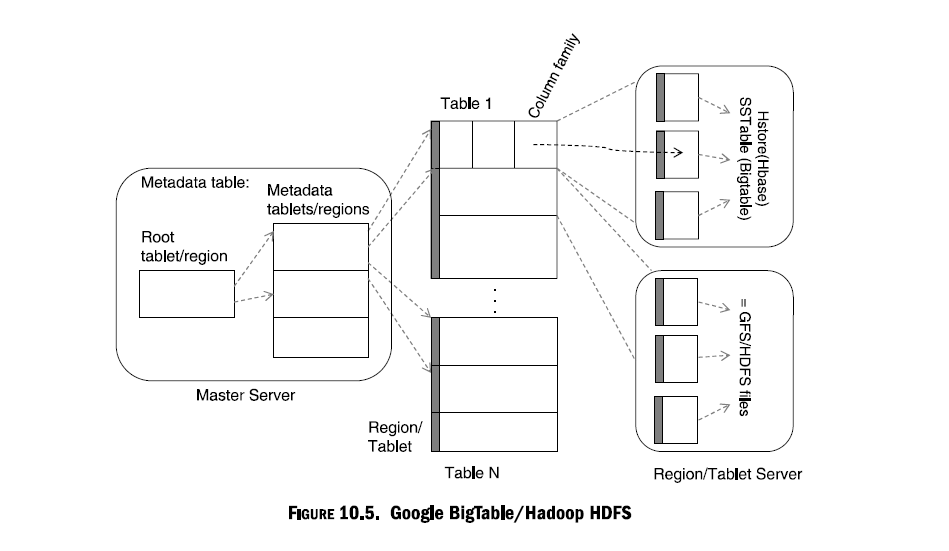 Metadata table:
Root
tablet/region
Metadata
tablets/regions
Master Server
Table 1
Column family
Region/
Tablet
Table N
Hstore(Hbase)
SSTable (Bigtable)
= GFS/HDFS files
Region/Tablet Server
FIGURE 10.5. Google BigTable/Hadoop HDFS